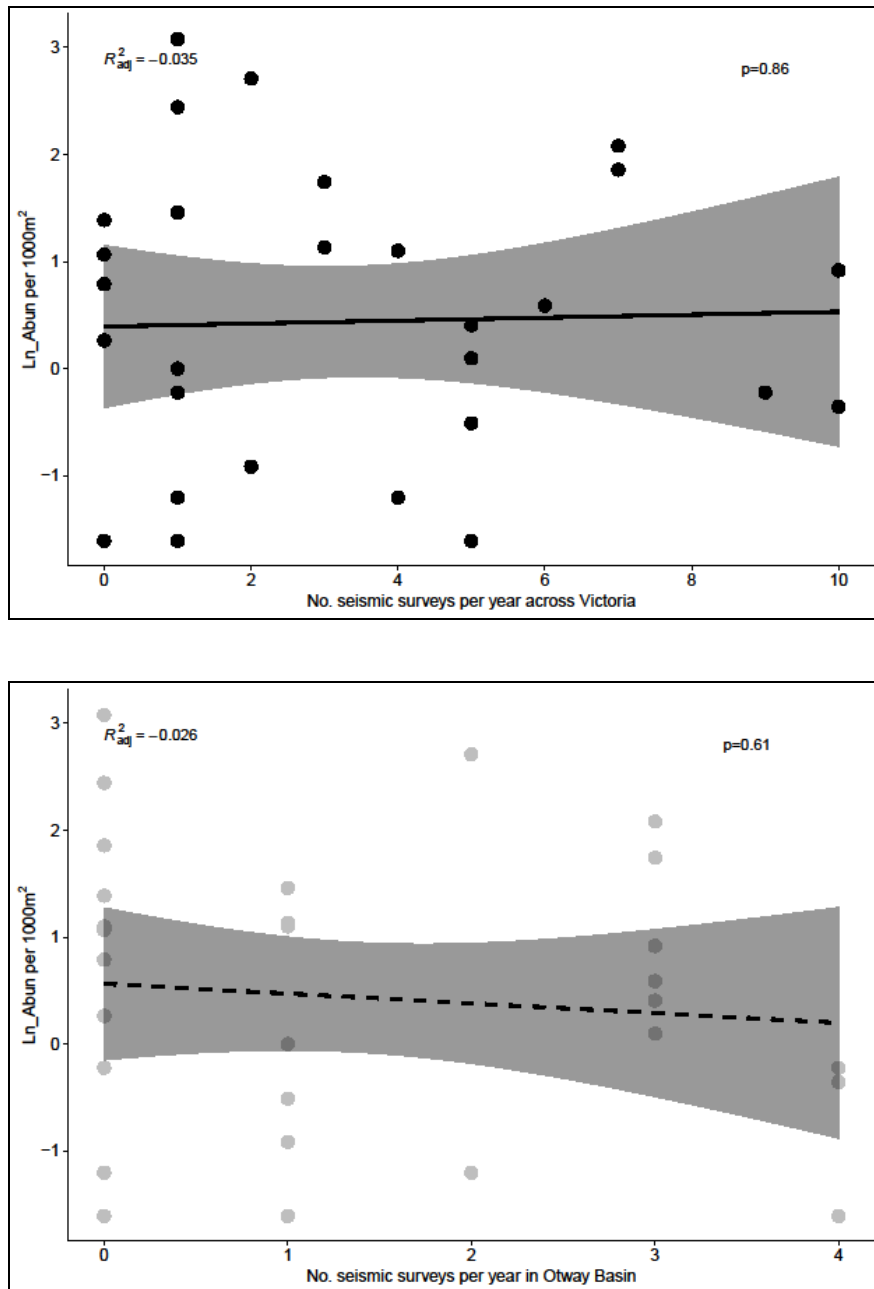 R²adj = −0.035
p=0.86
Ln_Abun per 1000m²
3
2
1
0
−1
0 2 4 6 8 10
No. seismic surveys per year across Victoria
R²adj = −0.026
p=0.61
Ln_Abun per 1000m²
3
2
1
0
−1
0 1 2 3 4
No. seismic surveys per year in Otway Basin